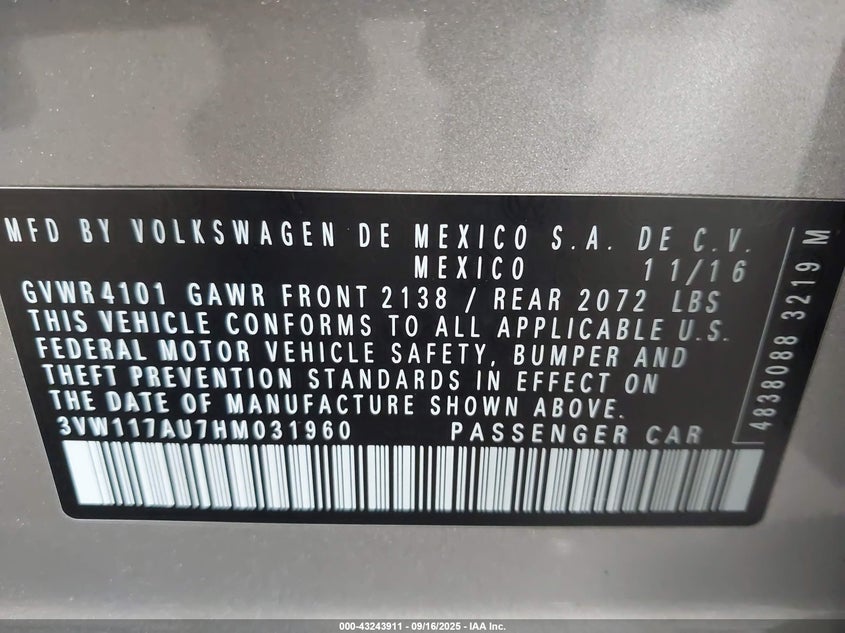 MFD BY VOLKSWAGEN DE MEXICO S.A. DE C.V.
MEXICO 11/16
GVWR4101 GAWR FRONT 2138 / REAR 2072 LBS
THIS VEHICLE CONFORMS TO ALL APPLICABLE U.S.
FEDERAL MOTOR VEHICLE SAFETY, BUMPER AND
THEFT PREVENTION STANDARDS IN EFFECT ON
THE DATE OF MANUFACTURE SHOWN ABOVE.
3VW117AU7HM031960 PASSENGER CAR
4838088 3219 M
000-43243911 - 09/16/2025 - IAA Inc.